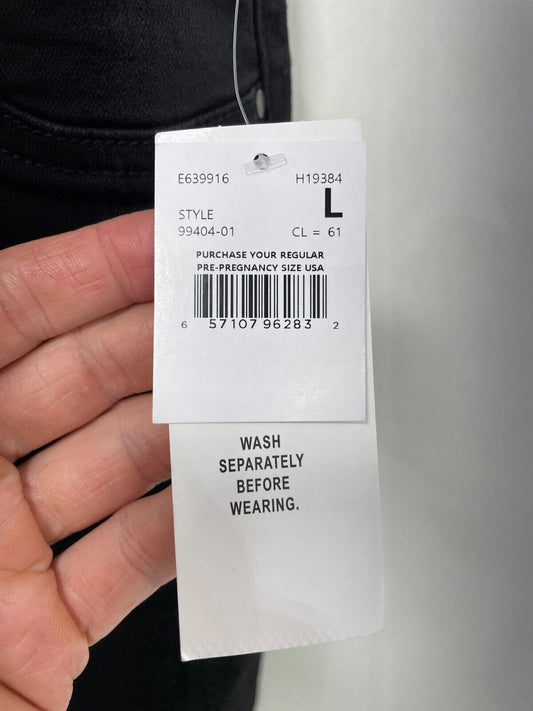 E639916 H19384
L
STYLE
99404-01 CL = 61
PURCHASE YOUR REGULAR
PRE-PREGNANCY SIZE USA
6 57107 96283 2
WASH
SEPARATELY
BEFORE
WEARING.